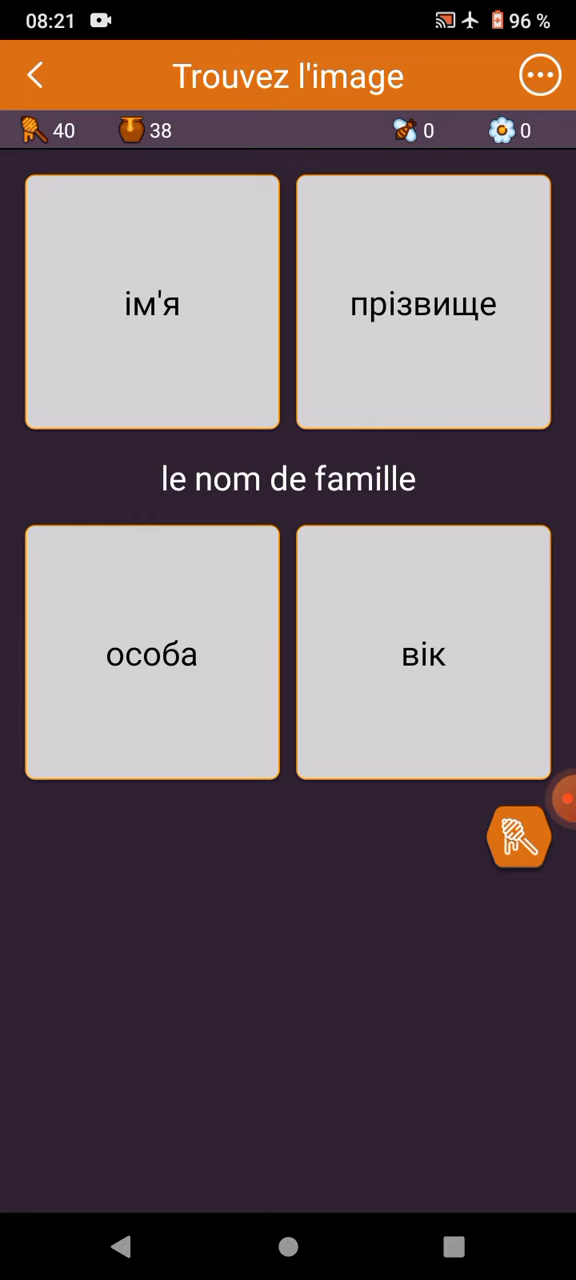 08:21
96 %
Trouvez l'image
40
38
0
0
ім'я
прізвище
le nom de famille
особа
вік